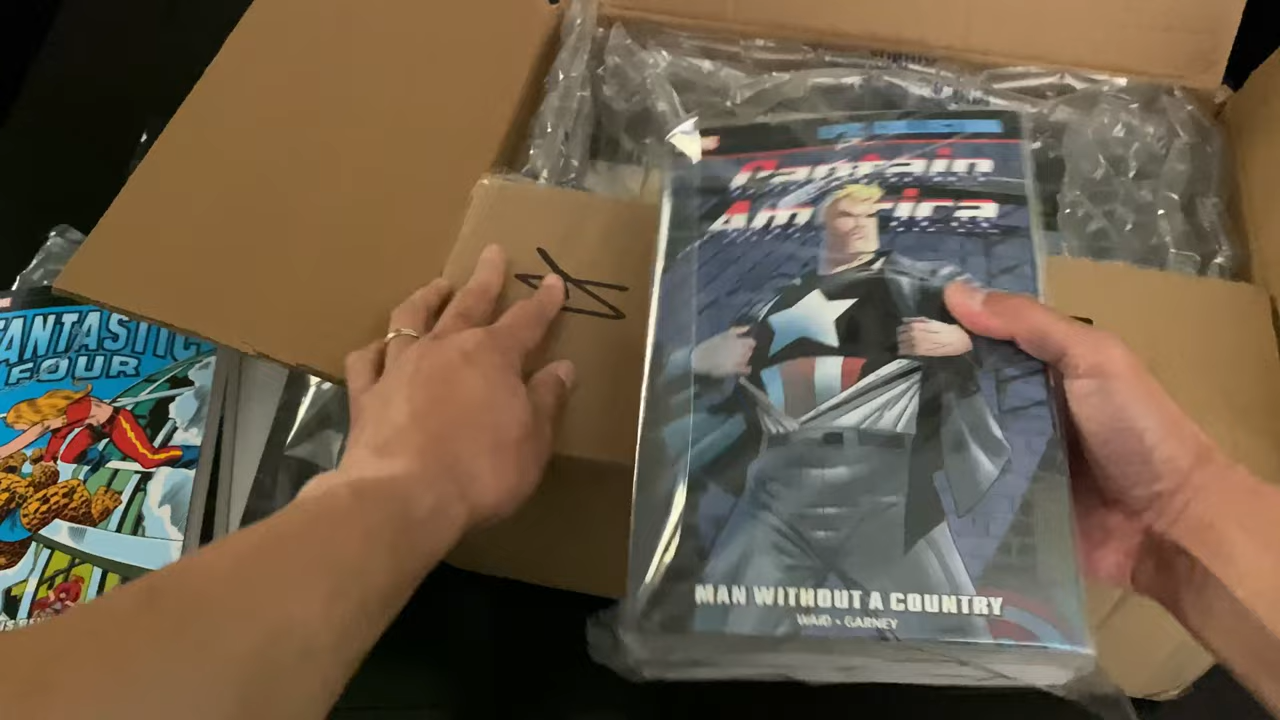 Captain
America
MAN WITHOUT A COUNTRY
WAID • GARNEY
FANTASTIC
FOUR